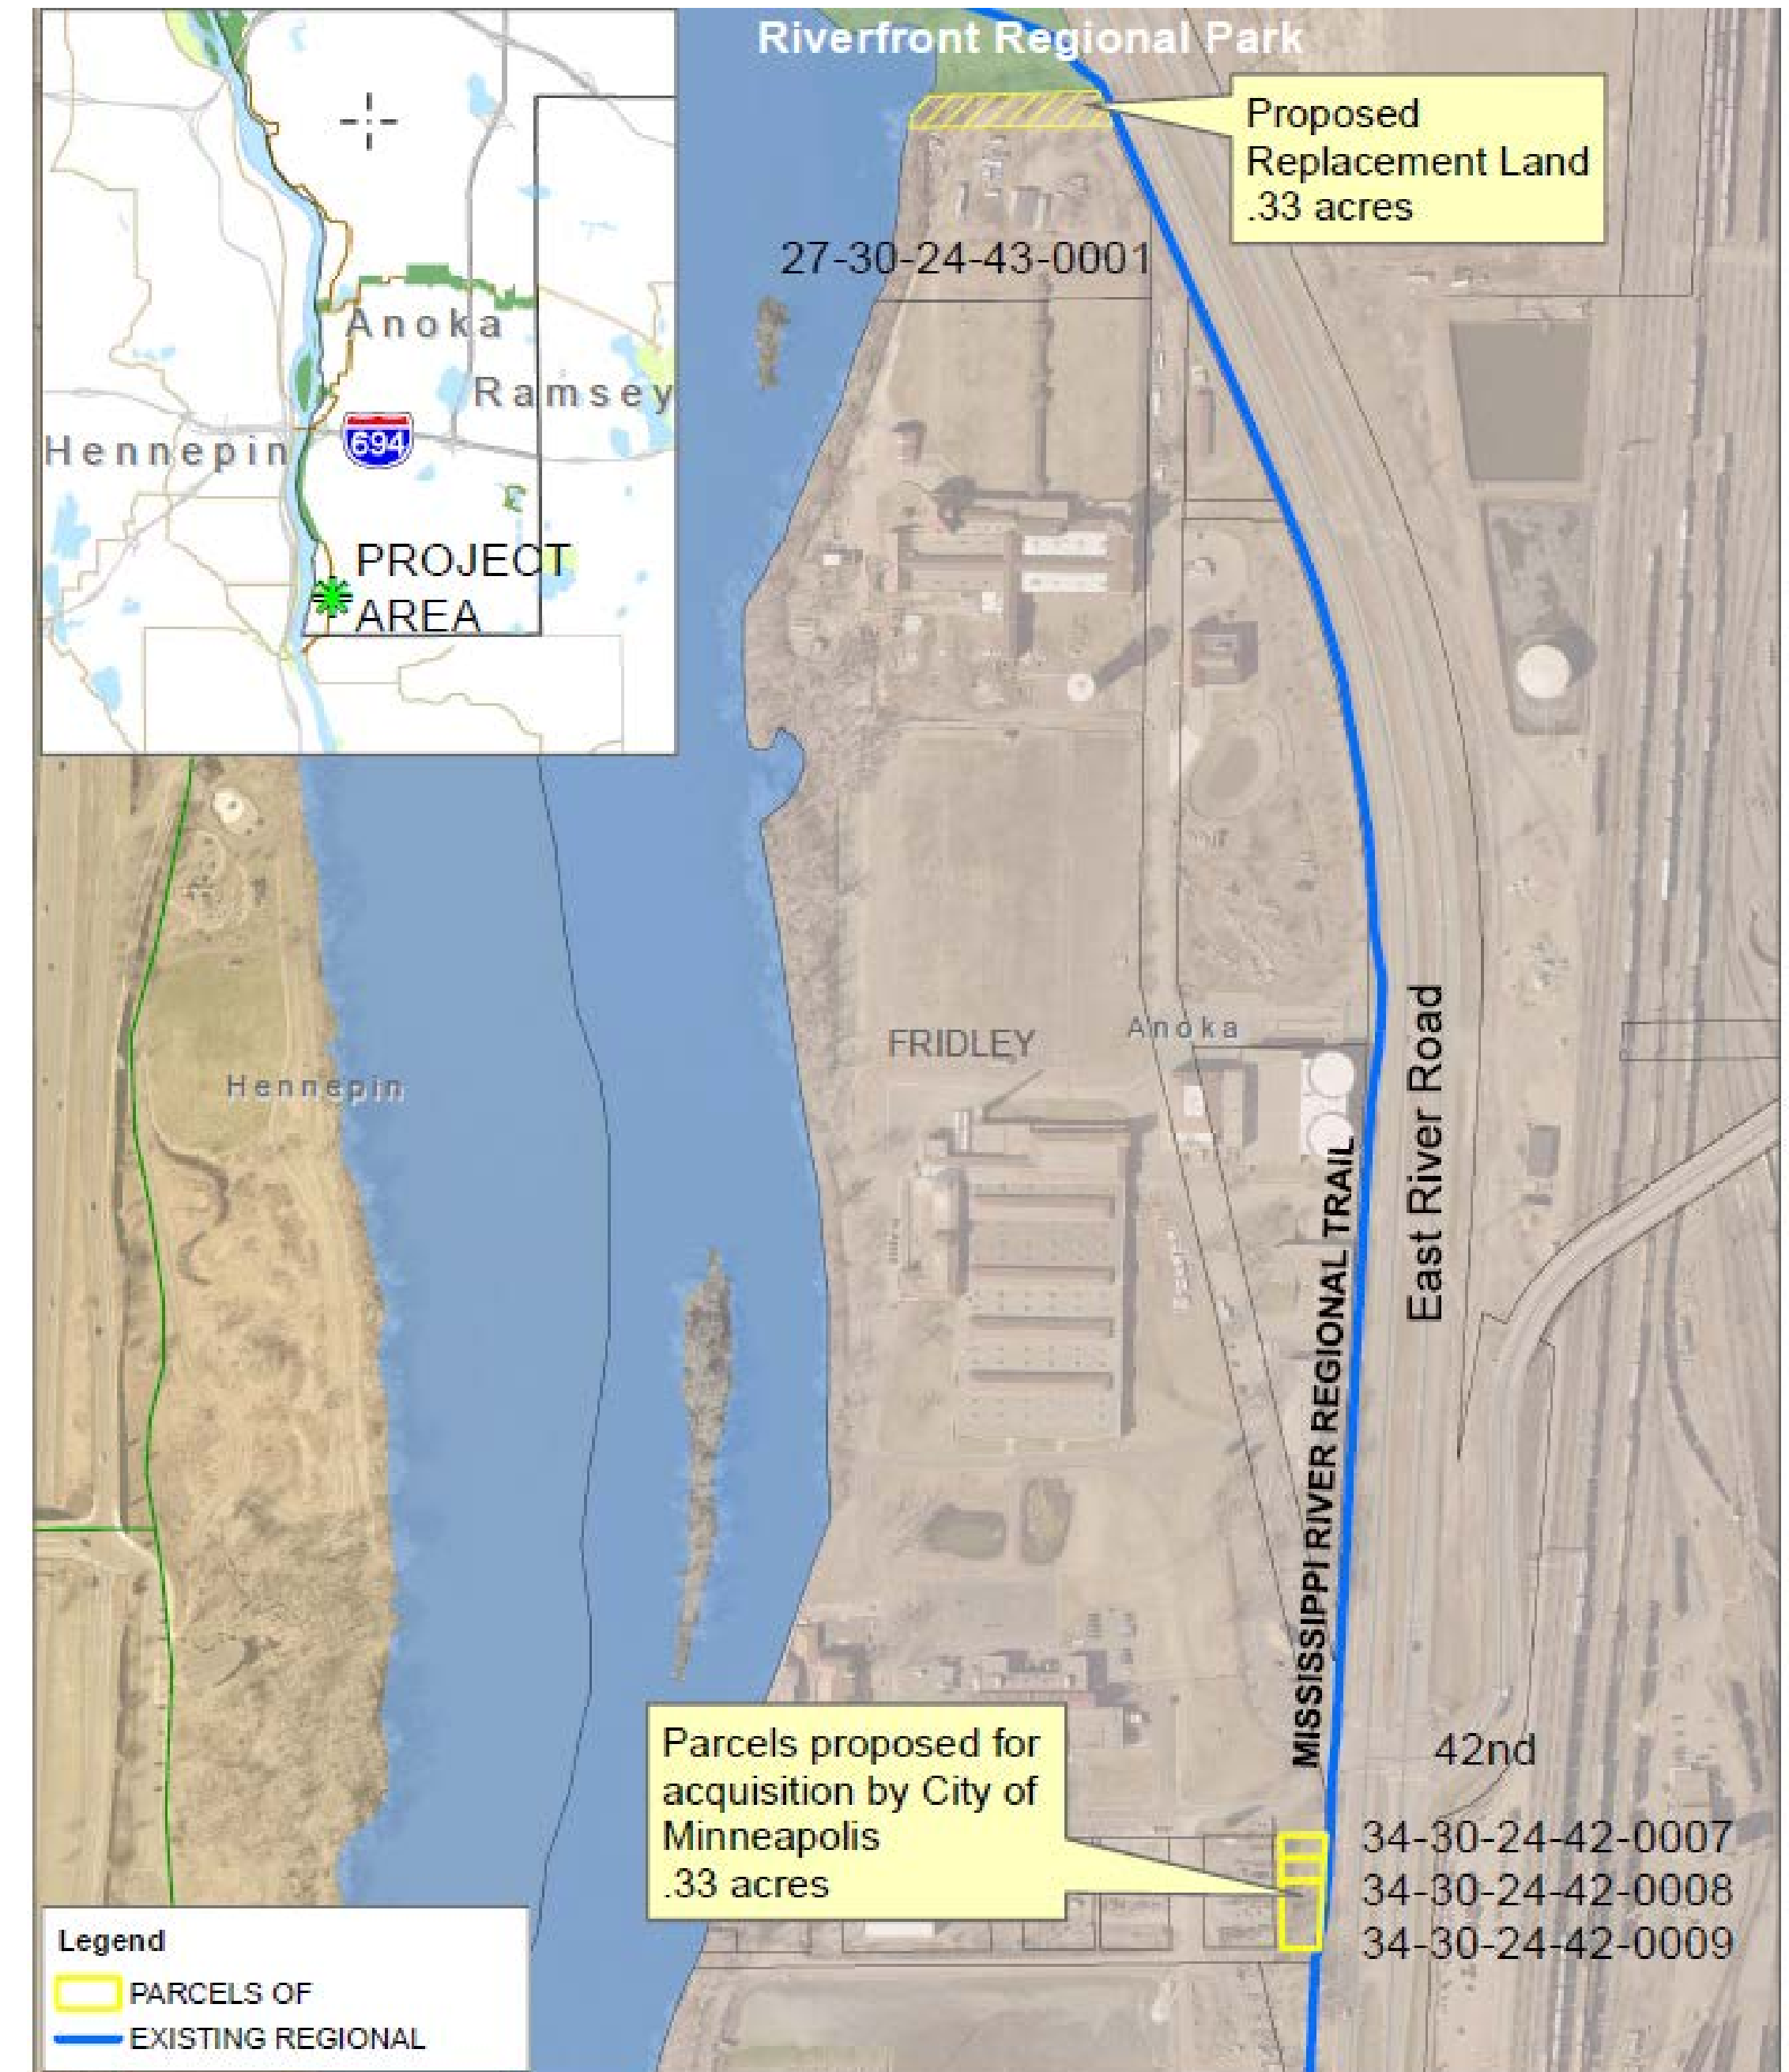 Riverfront Regional Park
Proposed
Replacement Land
.33 acres
27-30-24-43-0001
Anoka
Ramsey
Hennepin
694
PROJECT
AREA
FRIDLEY
Anoka
Hennepin
East River Road
MISSISSIPPI RIVER REGIONAL TRAIL
42nd
Parcels proposed for
acquisition by City of
Minneapolis
.33 acres
34-30-24-42-0007
34-30-24-42-0008
34-30-24-42-0009
Legend
PARCELS OF
EXISTING REGIONAL